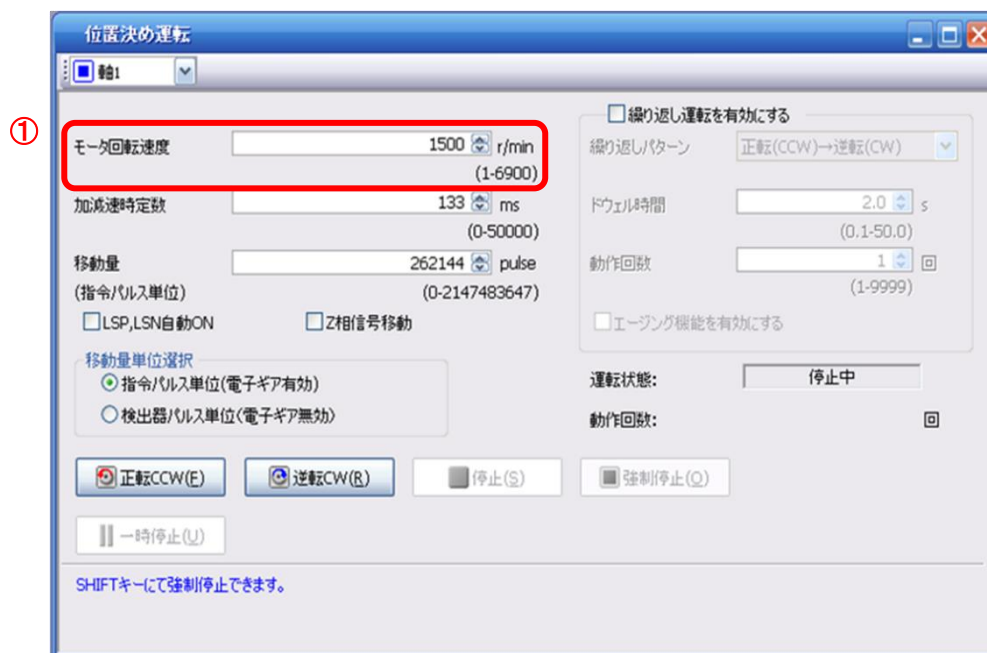 位置決め運転
軸1
①
モータ回転速度 1500 r/min
(1-6900)
加減速時定数 133 ms
(0-50000)
移動量 262144 pulse
(指令パルス単位) (0-2147483647)
LSP,LSN自動ON Z相信号移動
移動量単位選択
指令パルス単位(電子ギア有効)
検出器パルス単位(電子ギア無効)
繰り返し運転を有効にする
繰り返しパターン 正転(CCW)→逆転(CW)
ドウェル時間 2.0 s
(0.1-50.0)
動作回数 1 回
(1-9999)
エージング機能を有効にする
運転状態: 停止中
動作回数: 回
正転CCW(F) 逆転CW(R) 停止(S) 強制停止(O)
一時停止(U)
SHIFTキーにて強制停止できます。